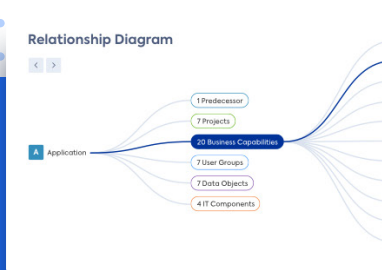 Relationship Diagram
< >
1 Predecessor
7 Projects
20 Business Capabilities
A Application
7 User Groups
7 Data Objects
4 IT Components